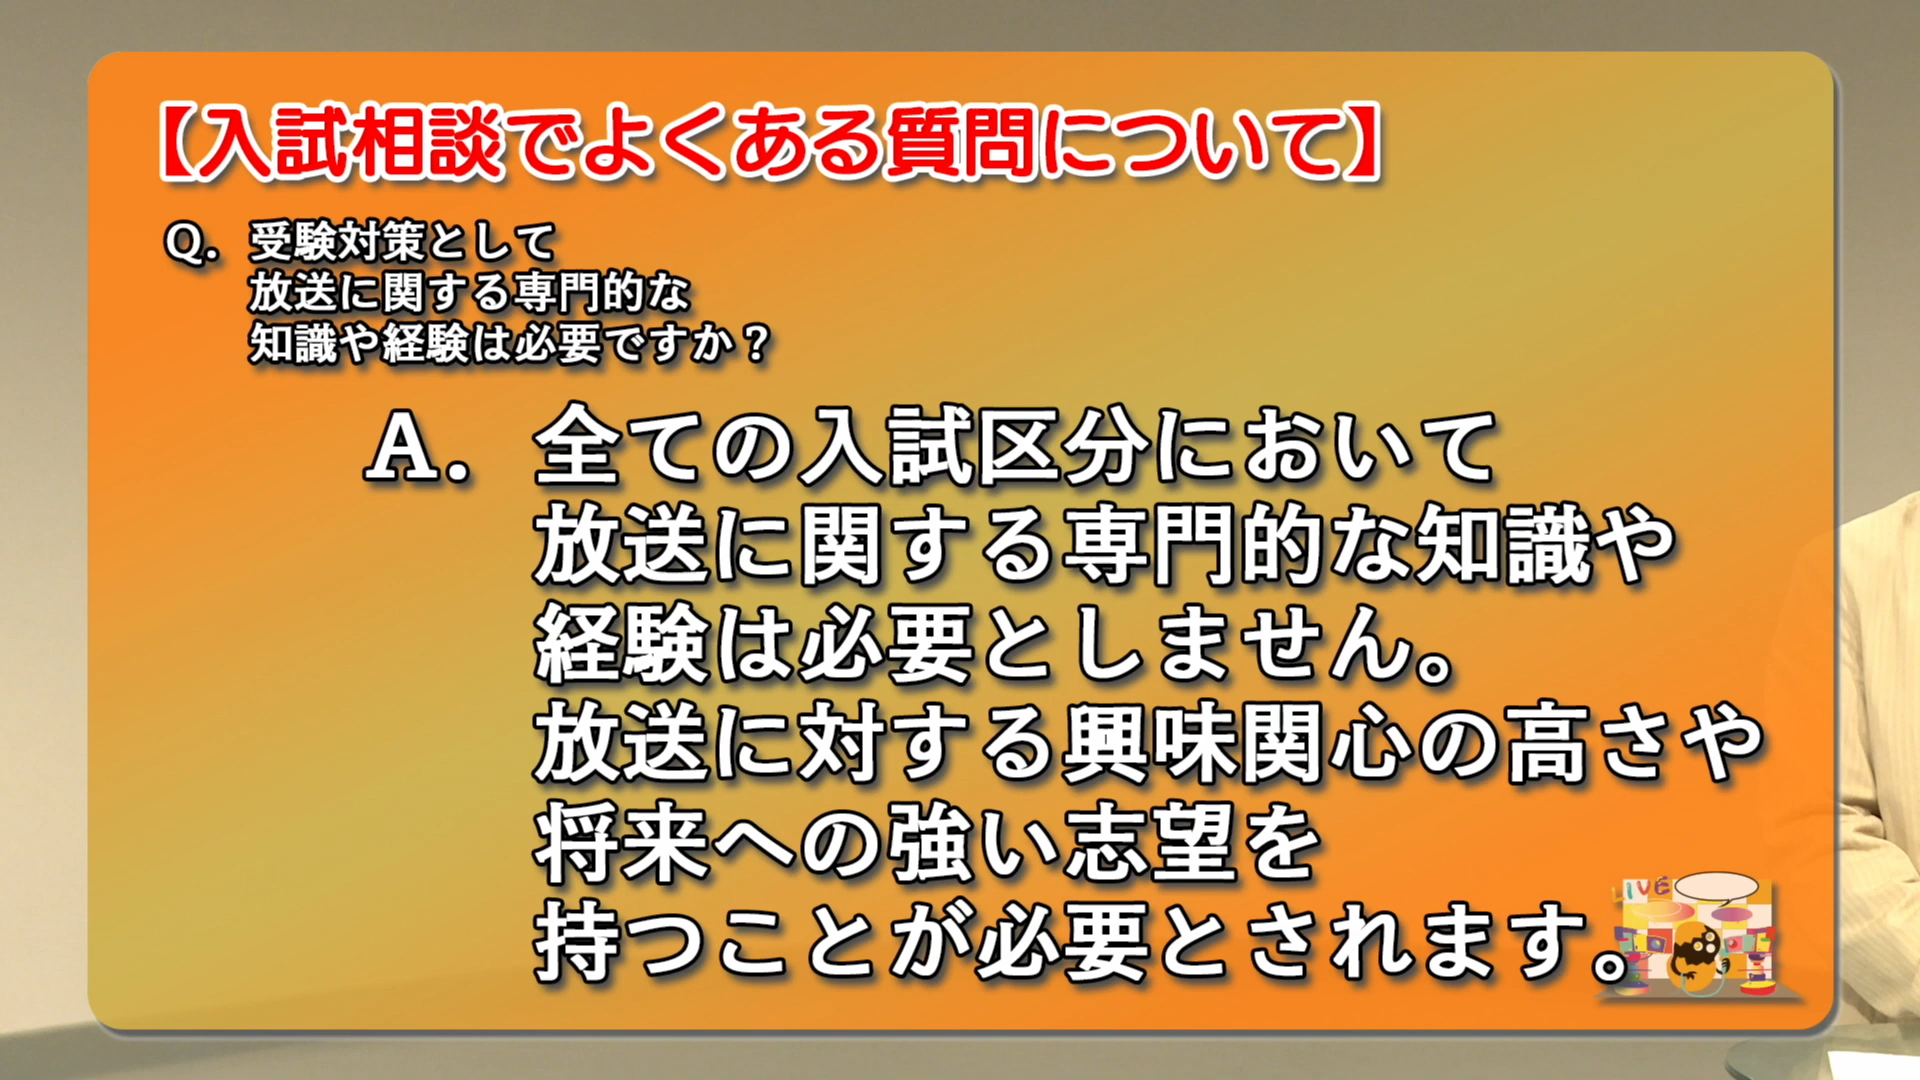 【入試相談でよくある質問について】
Q. 受験対策として
放送に関する専門的な
知識や経験は必要ですか？
A. 全ての入試区分において
放送に関する専門的な知識や
経験は必要としません。
放送に対する興味関心の高さや
将来への強い志望を
持つことが必要とされます。
LIVE